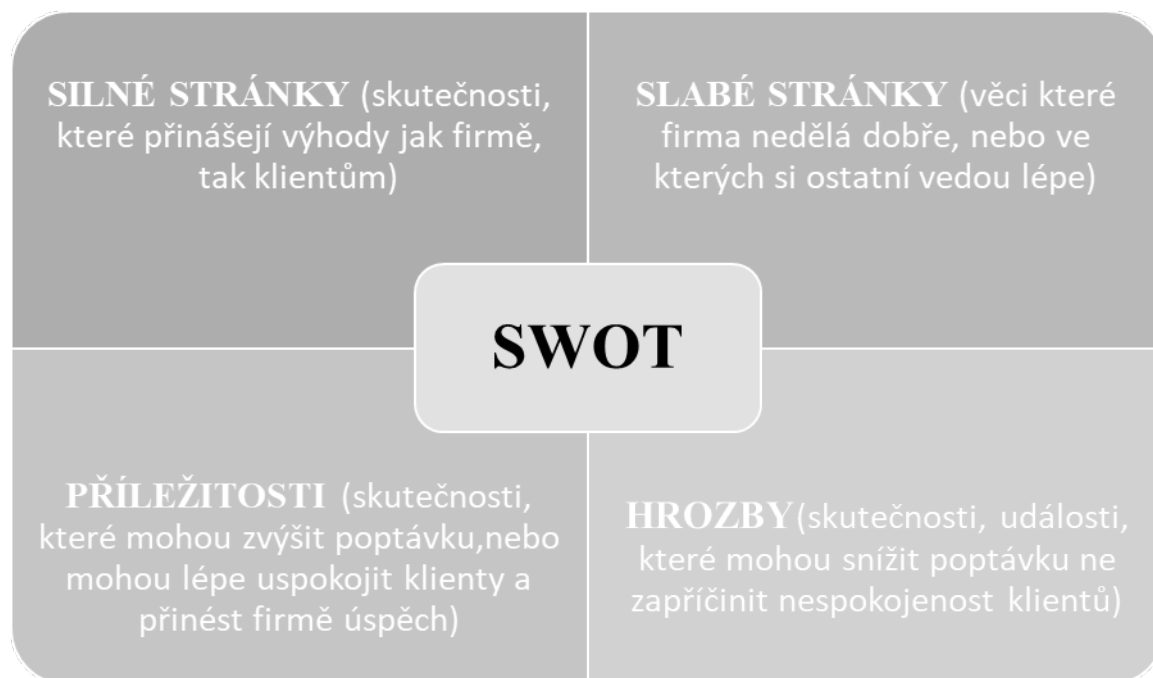 SILNÉ STRÁNKY (skutečnosti,
které přinášejí výhody jak firmě,
tak klientům)
SLABÉ STRÁNKY (věci které
firma nedělá dobře, nebo ve
kterých si ostatní vedou lépe)
SWOT
PŘÍLEŽITOSTI (skutečnosti,
které mohou zvýšit poptávku,nebo
mohou lépe uspokojit klienty a
přinést firmě úspěch)
HROZBY(skutečnosti, události,
které mohou snížit poptávku ne
zapříčinit nespokojenost klientů)